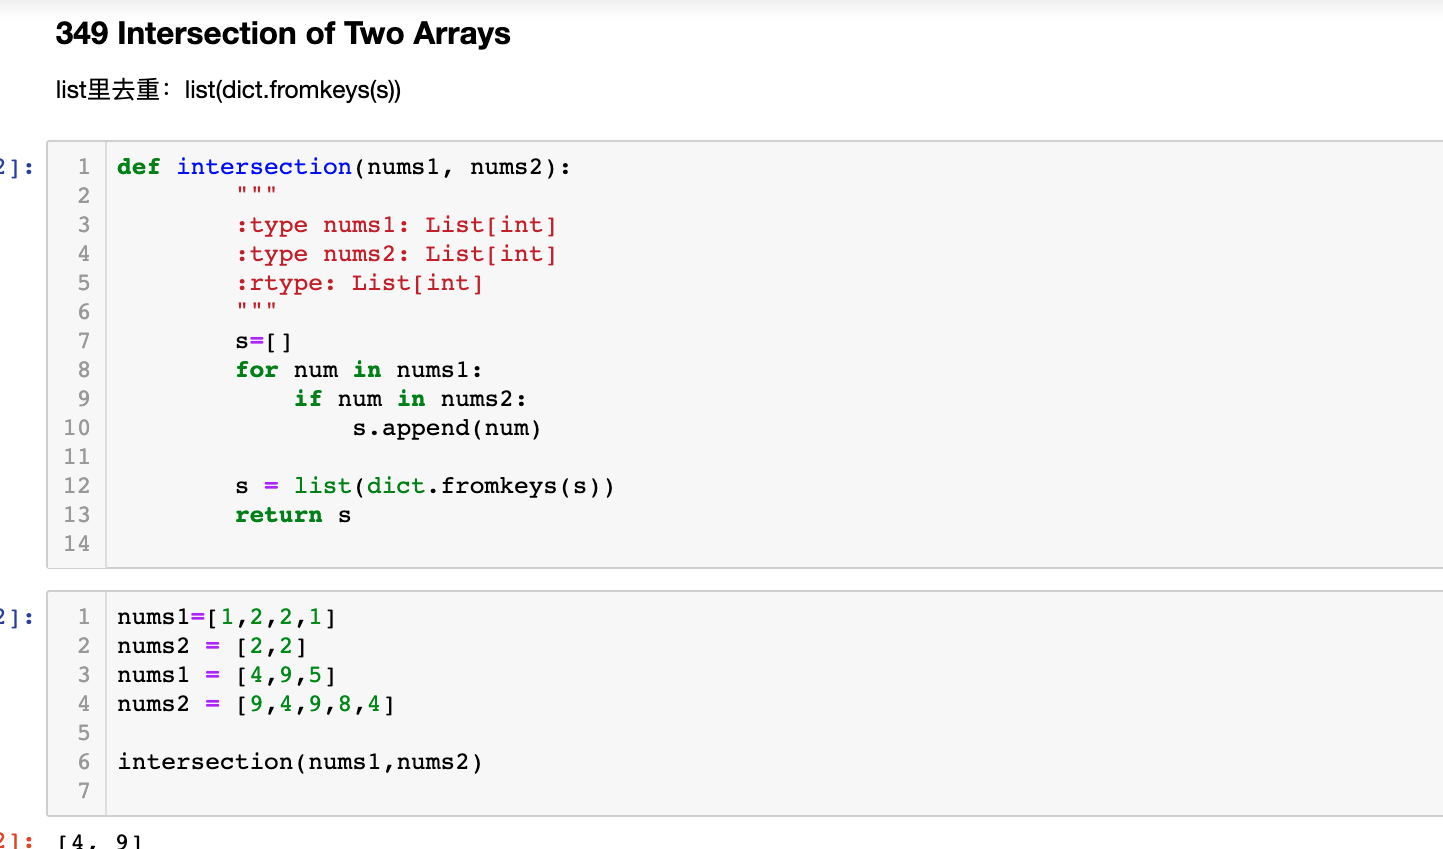 349 Intersection of Two Arrays
list里去重：list(dict.fromkeys(s))
2]:
1 def intersection(nums1, nums2):
2 """
3 :type nums1: List[int]
4 :type nums2: List[int]
5 :rtype: List[int]
6 """
7 s=[]
8 for num in nums1:
9 if num in nums2:
10 s.append(num)
11
12 s = list(dict.fromkeys(s))
13 return s
14
2]:
1 nums1=[1,2,2,1]
2 nums2 = [2,2]
3 nums1 = [4,9,5]
4 nums2 = [9,4,9,8,4]
5
6 intersection(nums1,nums2)
7
2]: [4, 9]